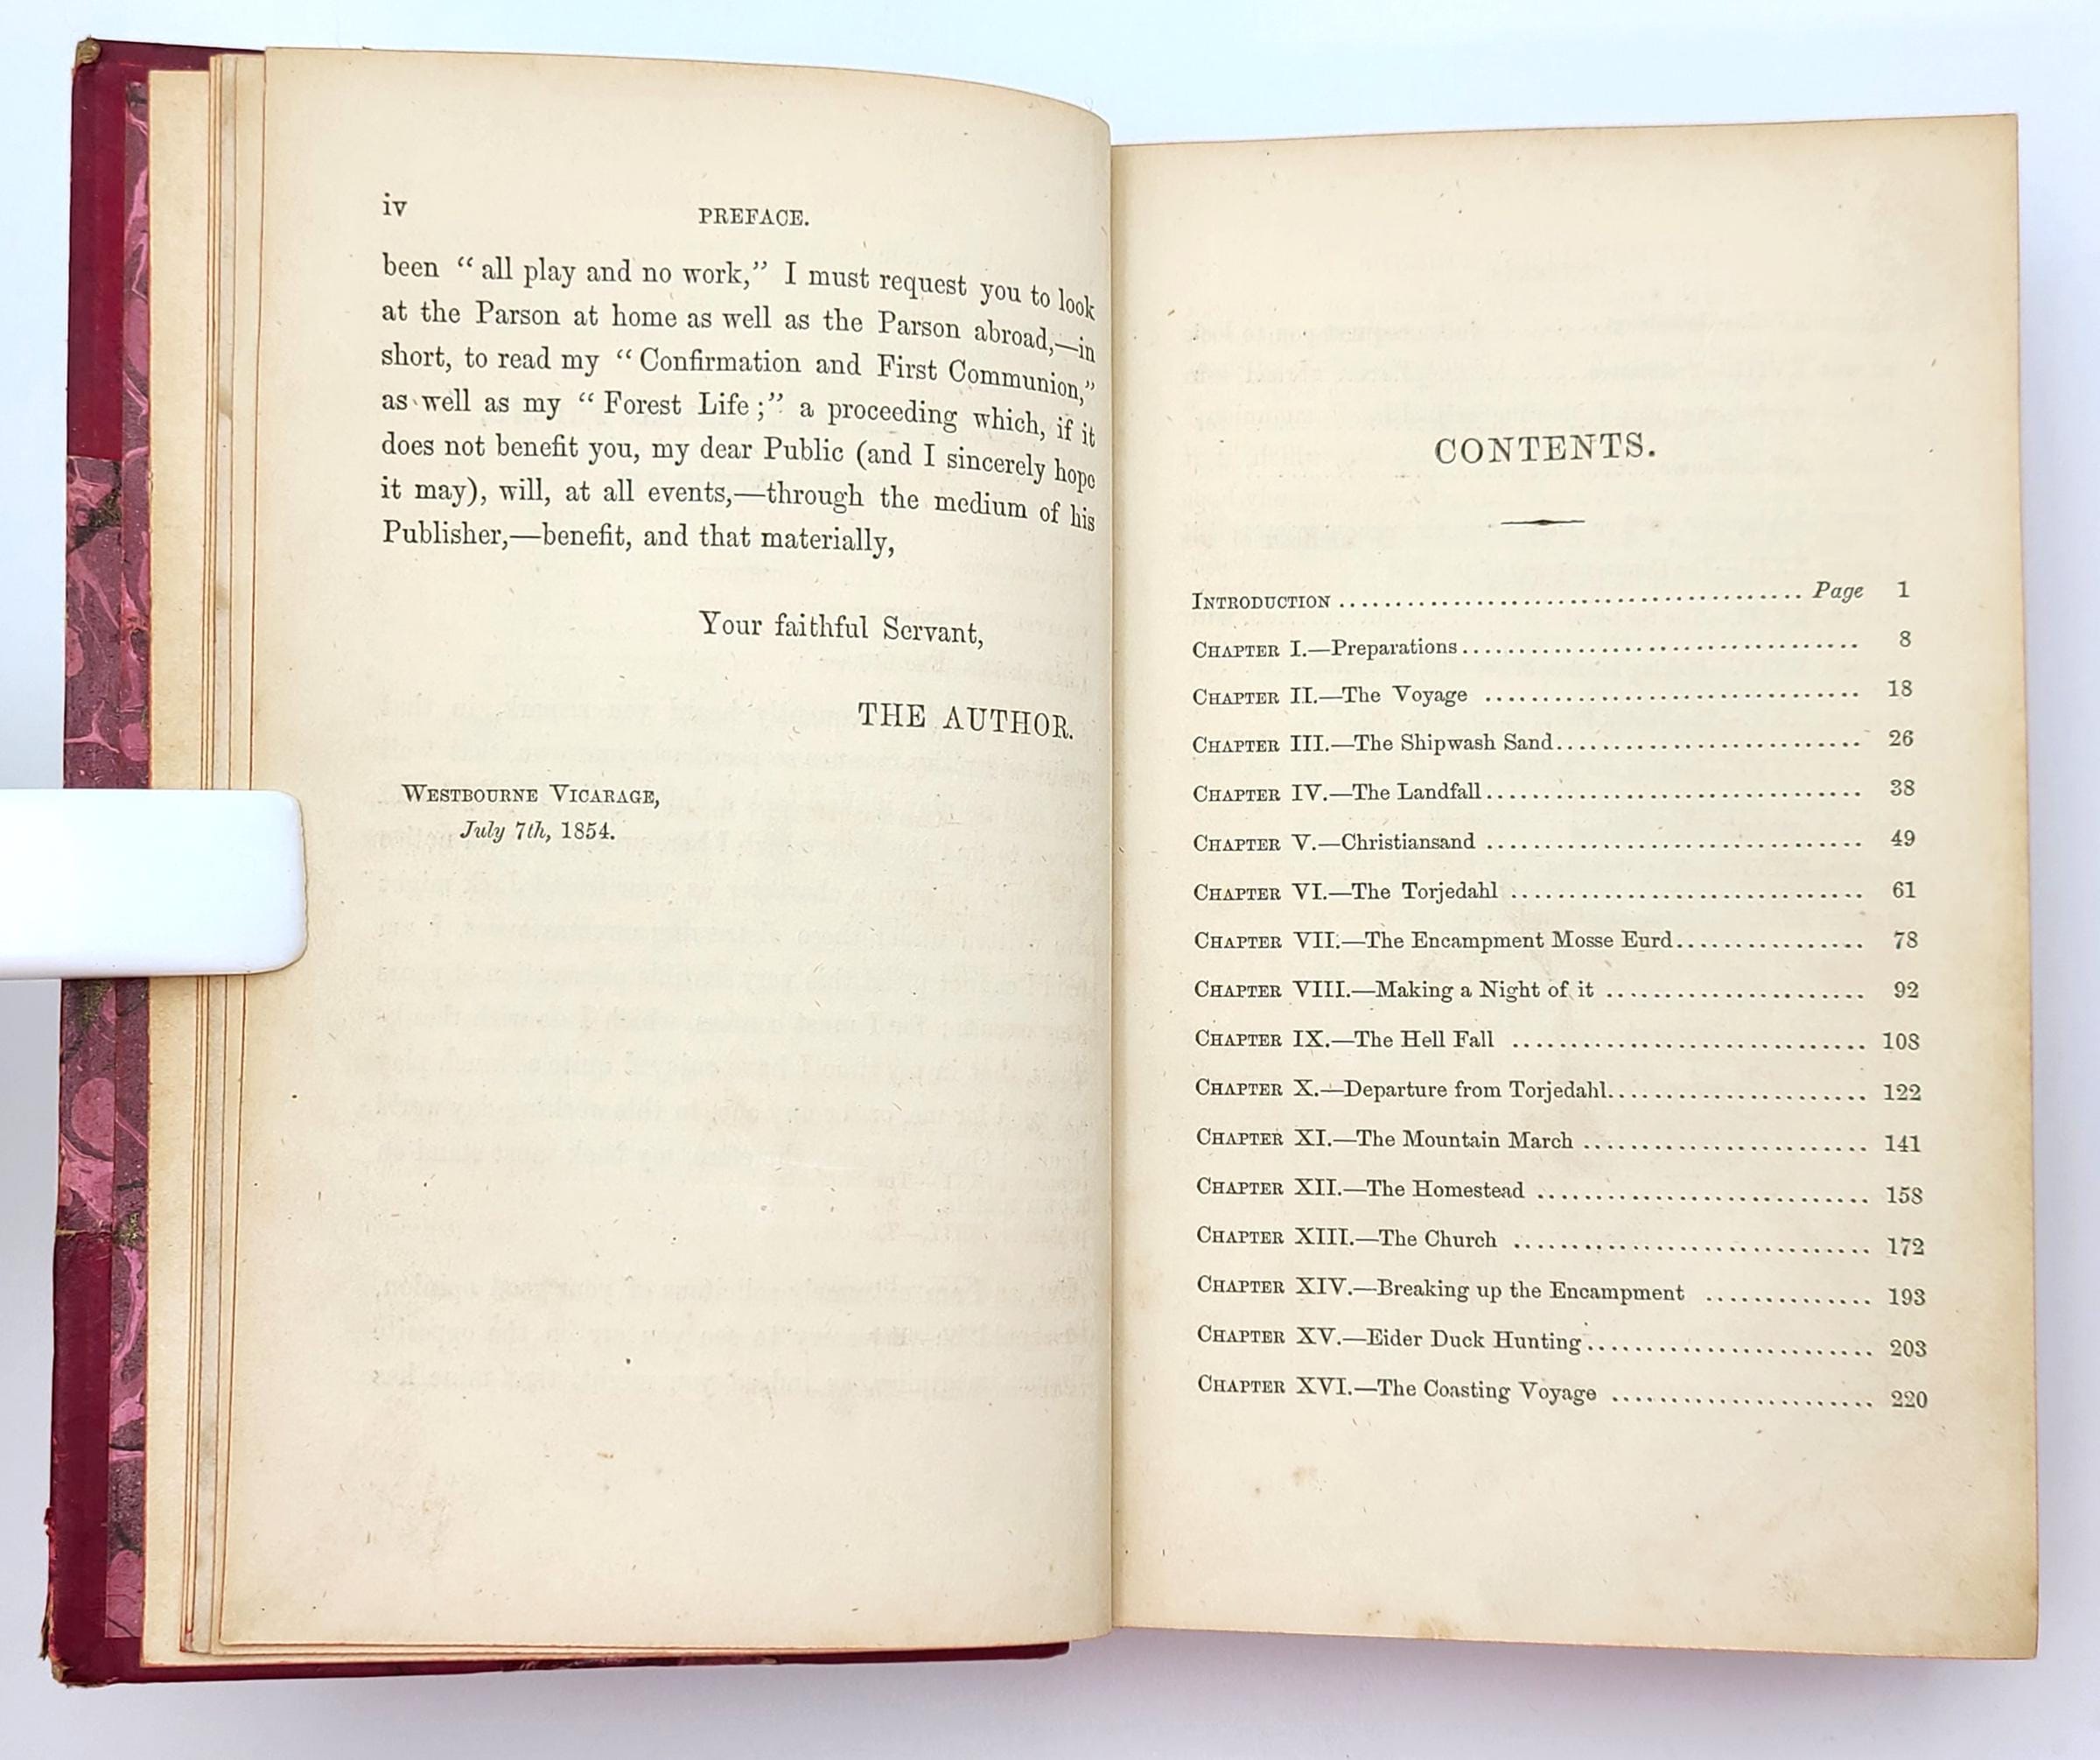 iv
PREFACE.
been “all play and no work,” I must request you to look
at the Parson at home as well as the Parson abroad,—in
short, to read my “Confirmation and First Communion,”
as well as my “Forest Life;” a proceeding which, if it
does not benefit you, my dear Public (and I sincerely hope
it may), will, at all events,—through the medium of his
Publisher,—benefit, and that materially,
Your faithful Servant,
THE AUTHOR.
WESTBOURNE VICARAGE,
July 7th, 1854.
CONTENTS.
INTRODUCTION ........................................ Page 1
CHAPTER I.—Preparations.................................. 8
CHAPTER II.—The Voyage ................................ 18
CHAPTER III.—The Shipwash Sand......................... 26
CHAPTER IV.—The Landfall............................... 38
CHAPTER V.—Christiansand ............................... 49
CHAPTER VI.—The Torjedahl .............................. 61
CHAPTER VII.—The Encampment Mosse Eurd................ 78
CHAPTER VIII.—Making a Night of it ...................... 92
CHAPTER IX.—The Hell Fall .............................. 108
CHAPTER X.—Departure from Torjedahl...................... 122
CHAPTER XI.—The Mountain March ........................ 141
CHAPTER XII.—The Homestead ............................ 158
CHAPTER XIII.—The Church .............................. 172
CHAPTER XIV.—Breaking up the Encampment .............. 193
CHAPTER XV.—Eider Duck Hunting........................ 203
CHAPTER XVI.—The Coasting Voyage ...................... 220